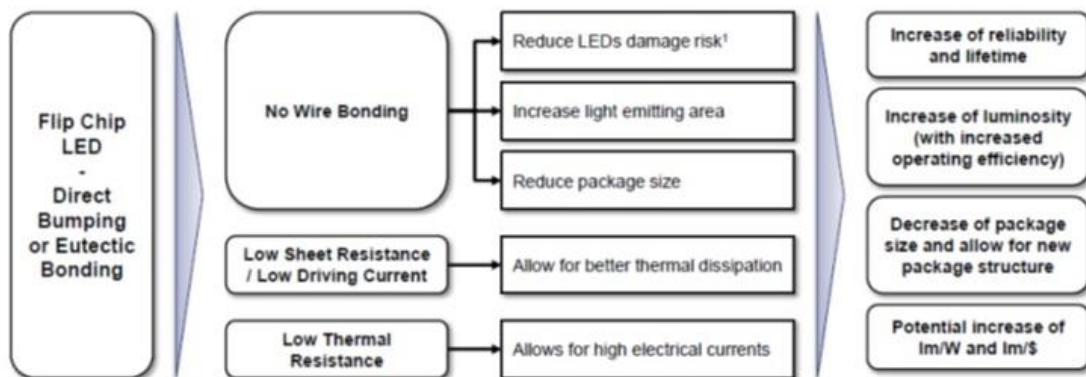 Flip Chip
LED
-
Direct
Bumping
or Eutectic
Bonding
No Wire Bonding
Reduce LEDs damage risk¹
Increase light emitting area
Reduce package size
Low Sheet Resistance
/ Low Driving Current
Allow for better thermal dissipation
Low Thermal
Resistance
Allows for high electrical currents
Increase of reliability
and lifetime
Increase of luminosity
(with increased
operating efficiency)
Decrease of package
size and allow for new
package structure
Potential increase of
lm/W and lm/$